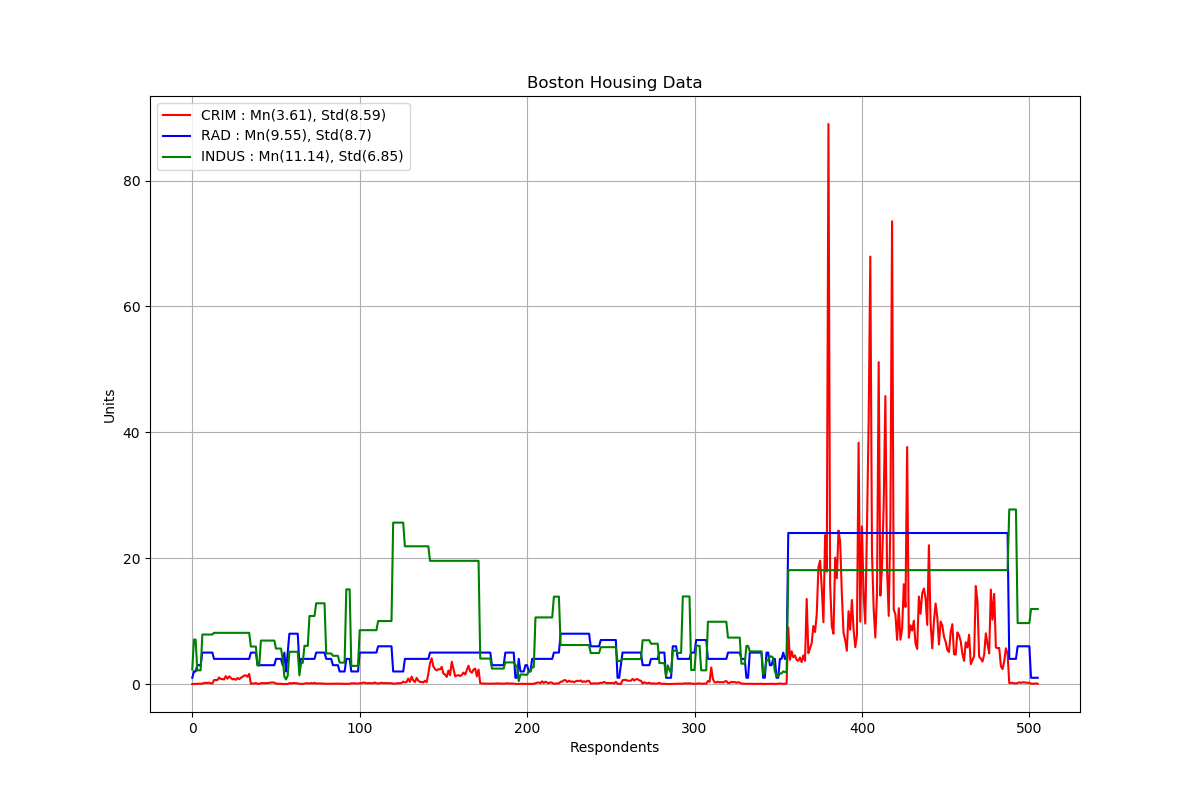 Boston Housing Data
CRIM : Mn(3.61), Std(8.59)
RAD : Mn(9.55), Std(8.7)
INDUS : Mn(11.14), Std(6.85)
80
60
40
20
0
Units
0 100 200 300 400 500
Respondents